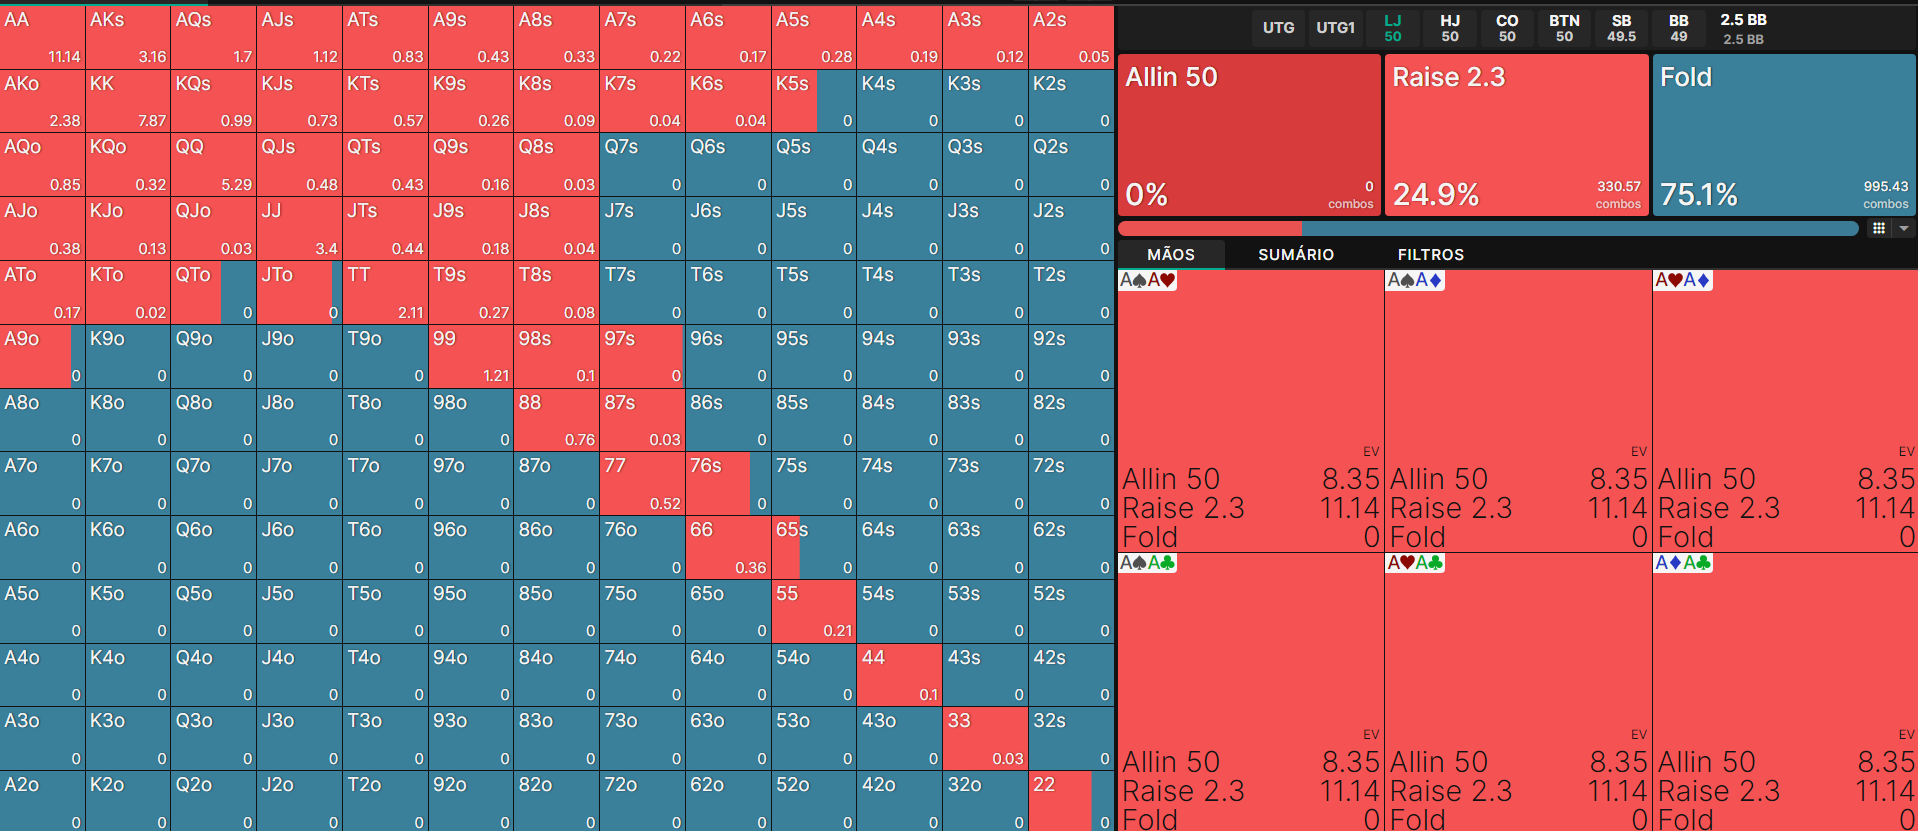 UTG UTG1 LJ HJ CO BTN SB BB 2.5 BB
50 50 50 50 49.5 49 2.5 BB
AA AKs AQs AJs ATs A9s A8s A7s A6s A5s A4s A3s A2s
11.14 3.16 1.7 1.12 0.83 0.43 0.33 0.22 0.17 0.28 0.19 0.12 0.05
AKo KK KQs KJs KTs K9s K8s K7s K6s K5s K4s K3s K2s
2.38 7.87 0.99 0.73 0.57 0.26 0.09 0.04 0.04 0 0 0 0
AQo KQo QQ QJs QTs Q9s Q8s Q7s Q6s Q5s Q4s Q3s Q2s
0.85 0.32 5.29 0.48 0.43 0.16 0.03 0 0 0 0 0 0
AJo KJo QJo JJ JTs J9s J8s J7s J6s J5s J4s J3s J2s
0.38 0.13 0.03 3.4 0.44 0.18 0.04 0 0 0 0 0 0
ATo KTo QTo JTo TT T9s T8s T7s T6s T5s T4s T3s T2s
0.17 0.02 0 0 2.11 0.27 0.08 0 0 0 0 0 0
A9o K9o Q9o J9o T9o 99 98s 97s 96s 95s 94s 93s 92s
0 0 0 0 0 1.21 0.1 0 0 0 0 0 0
A8o K8o Q8o J8o T8o 98o 88 87s 86s 85s 84s 83s 82s
0 0 0 0 0 0 0.76 0.03 0 0 0 0 0
A7o K7o Q7o J7o T7o 97o 87o 77 76s 75s 74s 73s 72s
0 0 0 0 0 0 0 0.52 0 0 0 0 0
A6o K6o Q6o J6o T6o 96o 86o 76o 66 65s 64s 63s 62s
0 0 0 0 0 0 0 0 0.36 0 0 0 0
A5o K5o Q5o J5o T5o 95o 85o 75o 65o 55 54s 53s 52s
0 0 0 0 0 0 0 0 0 0.21 0 0 0
A4o K4o Q4o J4o T4o 94o 84o 74o 64o 54o 44 43s 42s
0 0 0 0 0 0 0 0 0 0 0.1 0 0
A3o K3o Q3o J3o T3o 93o 83o 73o 63o 53o 43o 33 32s
0 0 0 0 0 0 0 0 0 0 0 0.03 0
A2o K2o Q2o J2o T2o 92o 82o 72o 62o 52o 42o 32o 22
0 0 0 0 0 0 0 0 0 0 0 0 0
Allin 50 Raise 2.3 Fold
0% 0 combos 24.9% 330.57 combos 75.1% 995.43 combos
MÃOS SUMÁRIO FILTROS
A♠A♥ A♠A♦ A♥A♦
EV EV EV
Allin 50 8.35 Allin 50 8.35 Allin 50 8.35
Raise 2.3 11.14 Raise 2.3 11.14 Raise 2.3 11.14
Fold 0 Fold 0 Fold 0
A♠A♣ A♥A♣ A♦A♣
EV EV EV
Allin 50 8.35 Allin 50 8.35 Allin 50 8.35
Raise 2.3 11.14 Raise 2.3 11.14 Raise 2.3 11.14
Fold 0 Fold 0 Fold 0